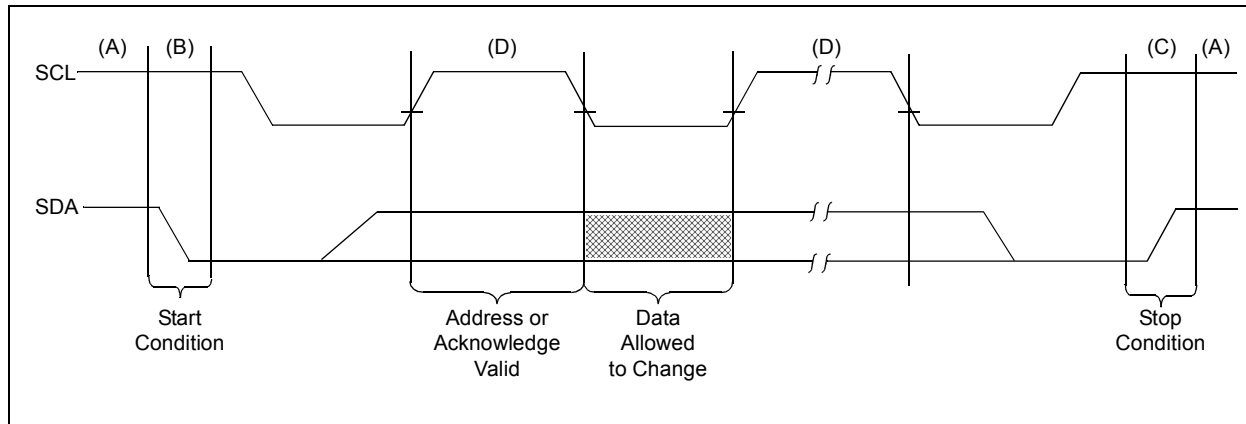 (A) (B) (D) (D) (C) (A)
SCL
SDA
Start
Condition
Address or
Acknowledge
Valid
Data
Allowed
to Change
Stop
Condition